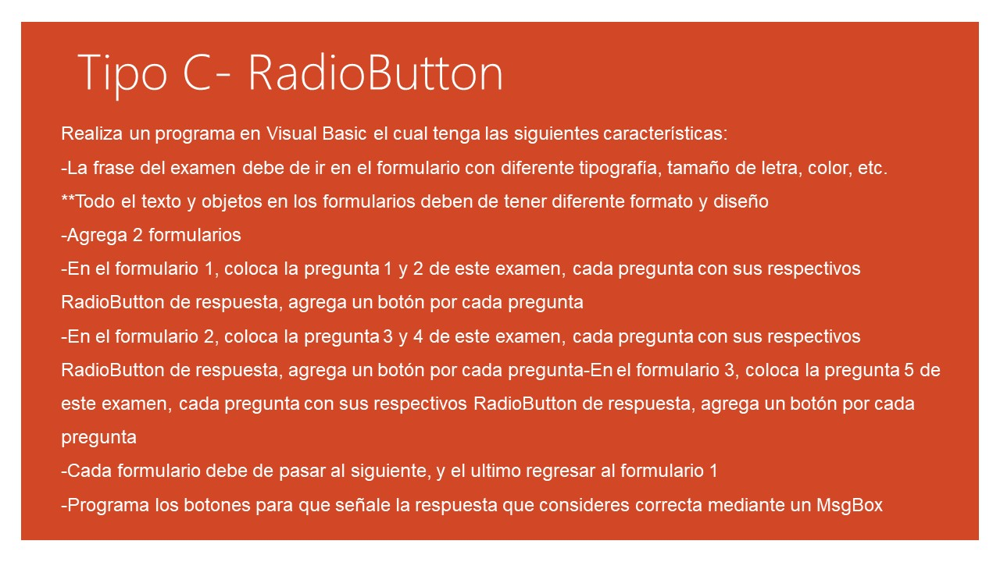 Tipo C- RadioButton
Realiza un programa en Visual Basic el cual tenga las siguientes características:
-La frase del examen debe de ir en el formulario con diferente tipografía, tamaño de letra, color, etc.
**Todo el texto y objetos en los formularios deben de tener diferente formato y diseño
-Agrega 2 formularios
-En el formulario 1, coloca la pregunta 1 y 2 de este examen, cada pregunta con sus respectivos
RadioButton de respuesta, agrega un botón por cada pregunta
-En el formulario 2, coloca la pregunta 3 y 4 de este examen, cada pregunta con sus respectivos
RadioButton de respuesta, agrega un botón por cada pregunta-En el formulario 3, coloca la pregunta 5 de
este examen, cada pregunta con sus respectivos RadioButton de respuesta, agrega un botón por cada
pregunta
-Cada formulario debe de pasar al siguiente, y el ultimo regresar al formulario 1
-Programa los botones para que señale la respuesta que consideres correcta mediante un MsgBox